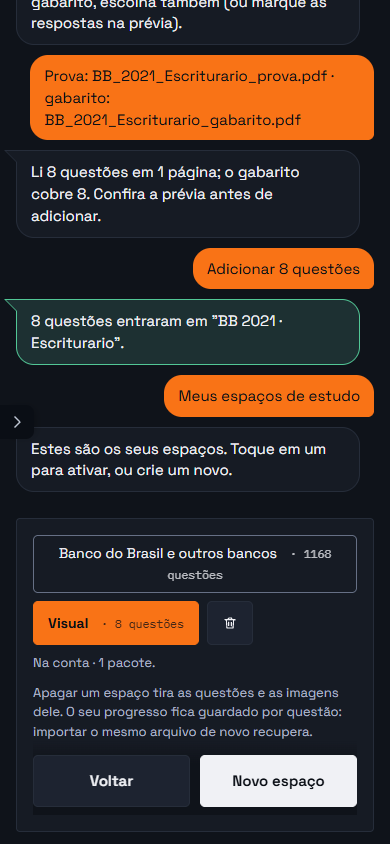 gabarito, escolha também (ou marque as
respostas na prévia).
Prova: BB_2021_Escriturario_prova.pdf ·
gabarito:
BB_2021_Escriturario_gabarito.pdf
Li 8 questões em 1 página; o gabarito
cobre 8. Confira a prévia antes de
adicionar.
Adicionar 8 questões
8 questões entraram em "BB 2021 ·
Escriturario".
Meus espaços de estudo
Estes são os seus espaços. Toque em um
para ativar, ou crie um novo.
Banco do Brasil e outros bancos · 1168
questões
Visual · 8 questões
Na conta · 1 pacote.
Apagar um espaço tira as questões e as imagens
dele. O seu progresso fica guardado por questão:
importar o mesmo arquivo de novo recupera.
Voltar
Novo espaço